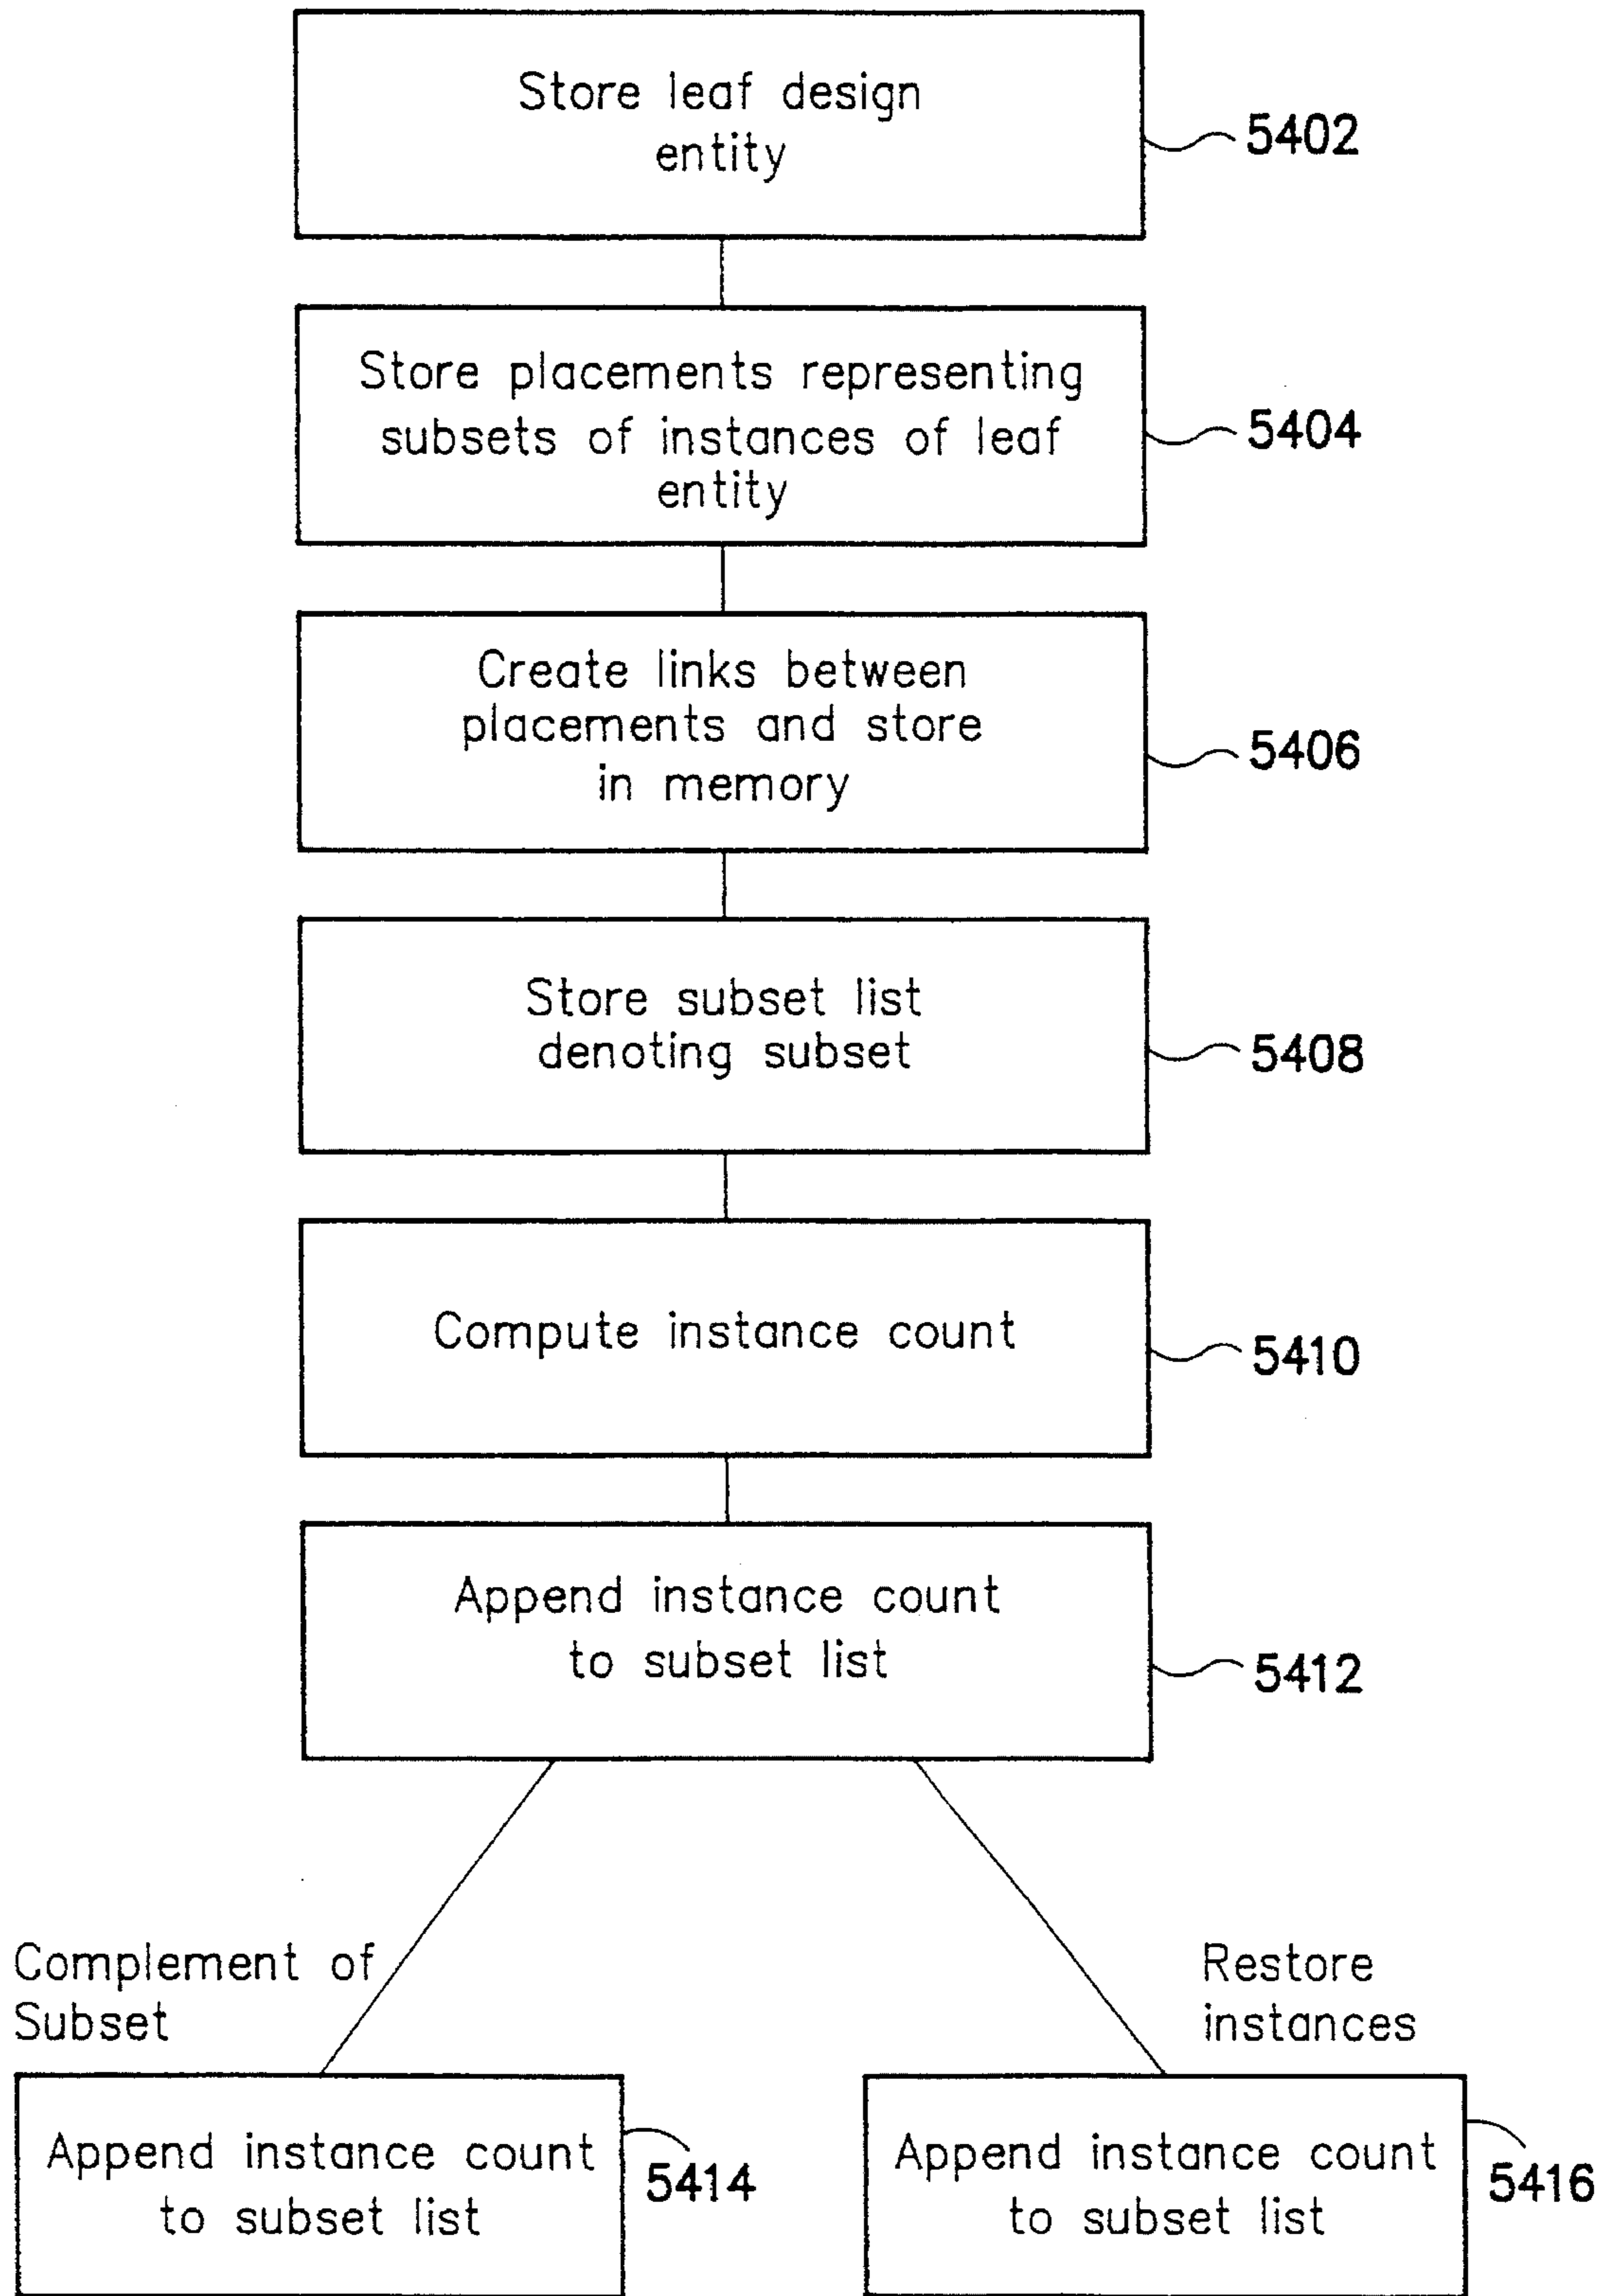 Store leaf design
entity
5402
Store placements representing
subsets of instances of leaf
entity
5404
Create links between
placements and store
in memory
5406
Store subset list
denoting subset
5408
Compute instance count
5410
Append instance count
to subset list
5412
Complement of
Subset
Restore
instances
Append instance count
to subset list
5414
Append instance count
to subset list
5416